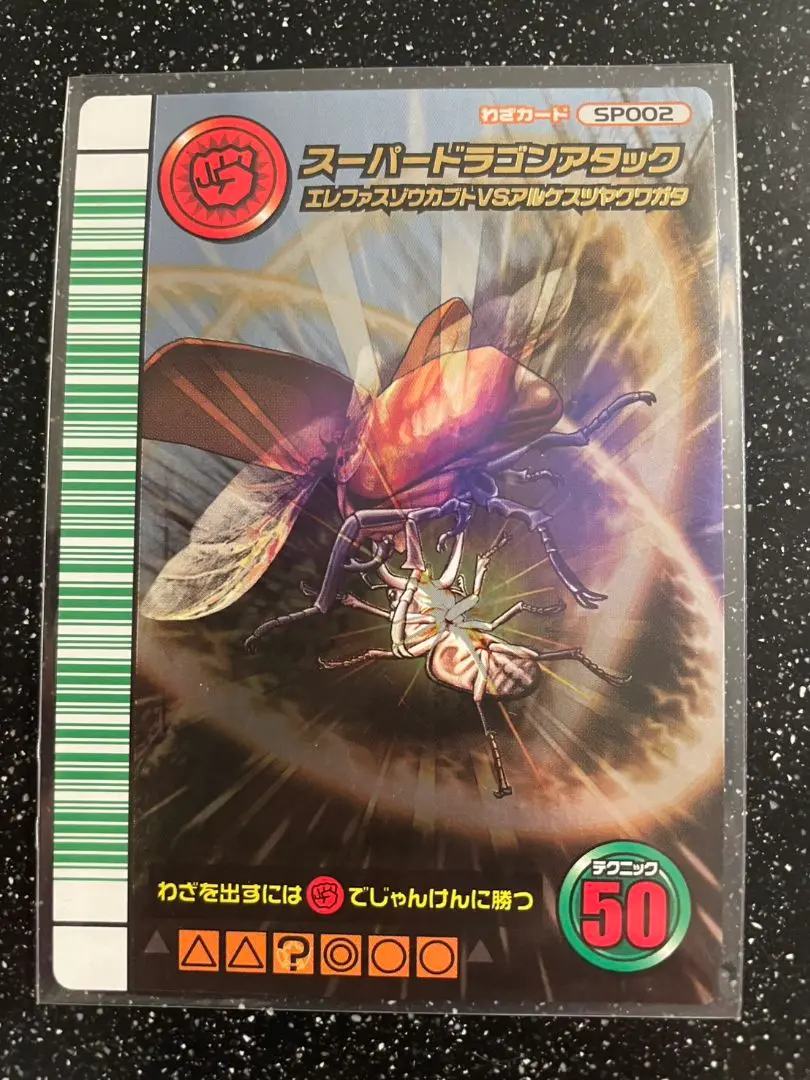 わざカード SP002
スーパードラゴンアタック
エレファスゾウカブトVSアルケスツヤクワガタ
わざを出すには でじゃんけんに勝つ
テクニック
50
△△?◎○○